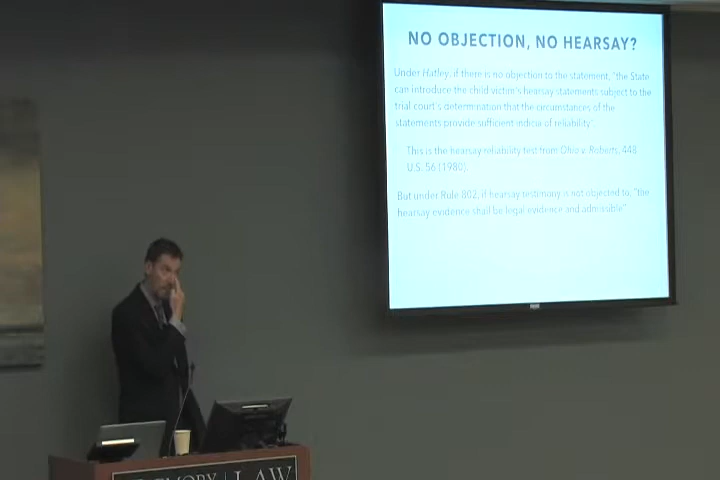 NO OBJECTION, NO HEARSAY?
Under Hatley, if there is no objection to the statement, "the State
can introduce the child victim's hearsay statements subject to the
trial court's determination that the circumstances of the
statements provide sufficient indicia of reliability".
This is the hearsay reliability test from Ohio v. Roberts, 448
U.S. 56 (1980).
But under Rule 802, if hearsay testimony is not objected to, "the
hearsay evidence shall be legal evidence and admissible"
EMORY | LAW